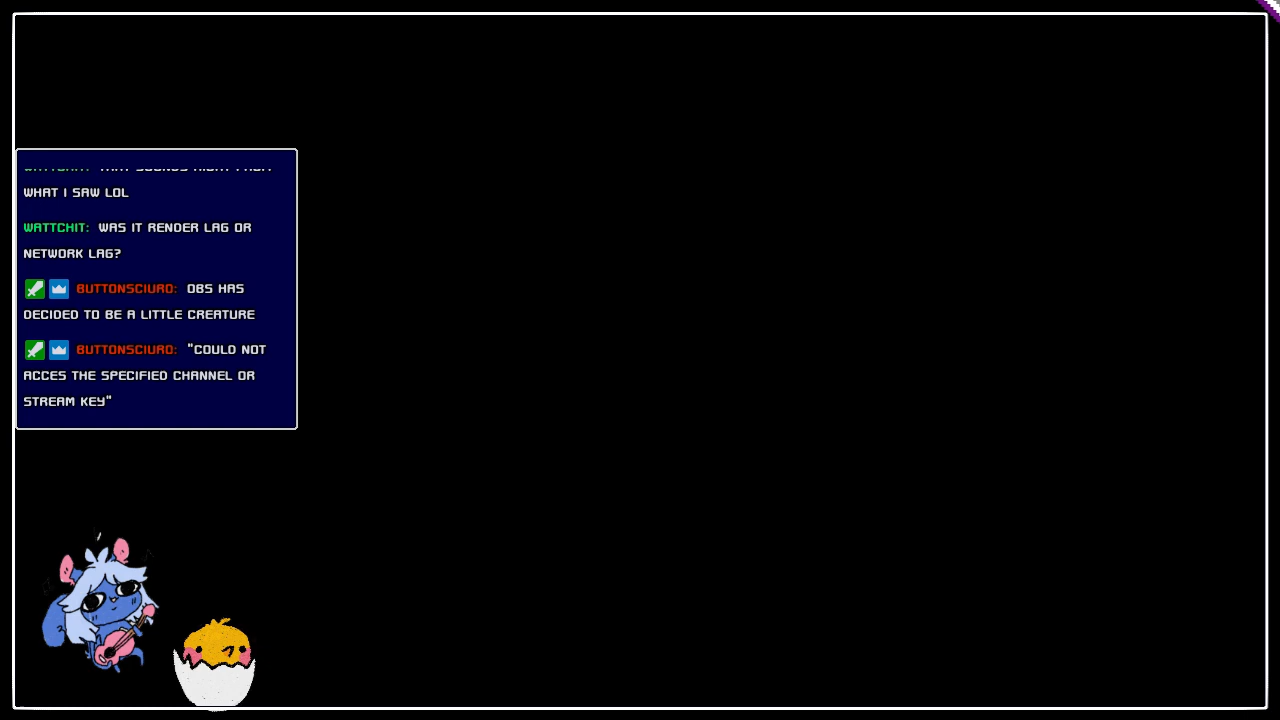 WHAT I SAW LOL
WATTCHIT: WAS IT RENDER LAG OR
NETWORK LAG?
BUTTONSCIURO: OBS HAS
DECIDED TO BE A LITTLE CREATURE
BUTTONSCIURO: "COULD NOT
ACCES THE SPECIFIED CHANNEL OR
STREAM KEY"